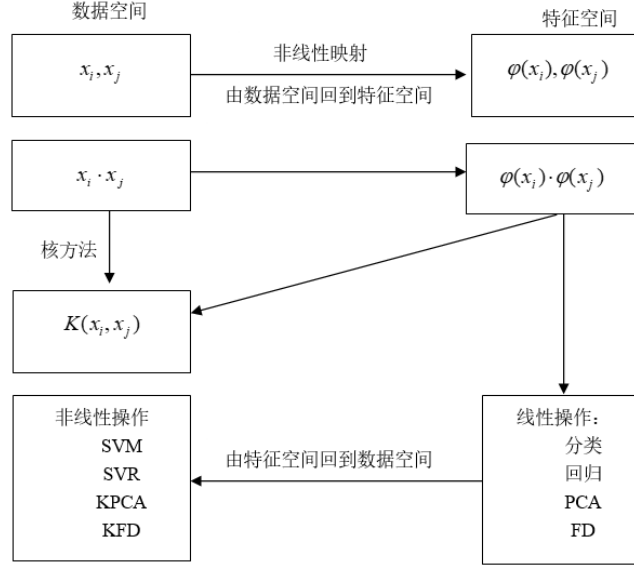 数据空间
特征空间
x_i, x_j
非线性映射
由数据空间回到特征空间
φ(x_i), φ(x_j)
x_i · x_j
φ(x_i)·φ(x_j)
核方法
K(x_i, x_j)
非线性操作
SVM
SVR
KPCA
KFD
由特征空间回到数据空间
线性操作：
分类
回归
PCA
FD